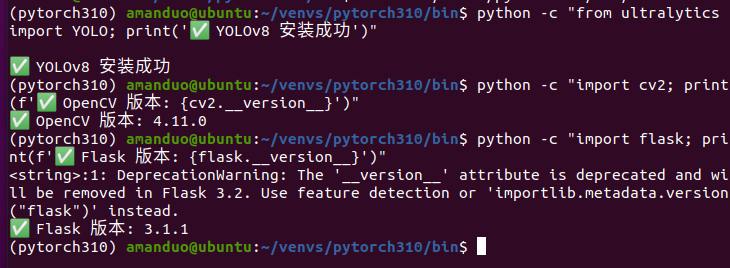 (pytorch310) amanduo@ubuntu:~/venvs/pytorch310/bin$ python -c "from ultralytics
import YOLO; print('✅ YOLOv8 安装成功')"
✅ YOLOv8 安装成功
(pytorch310) amanduo@ubuntu:~/venvs/pytorch310/bin$ python -c "import cv2; print
(f'✅ OpenCV 版本: {cv2.__version__}')"
✅ OpenCV 版本: 4.11.0
(pytorch310) amanduo@ubuntu:~/venvs/pytorch310/bin$ python -c "import flask; pri
nt(f'✅ Flask 版本: {flask.__version__}')"
<string>:1: DeprecationWarning: The '__version__' attribute is deprecated and wi
ll be removed in Flask 3.2. Use feature detection or 'importlib.metadata.version
("flask")' instead.
✅ Flask 版本: 3.1.1
(pytorch310) amanduo@ubuntu:~/venvs/pytorch310/bin$